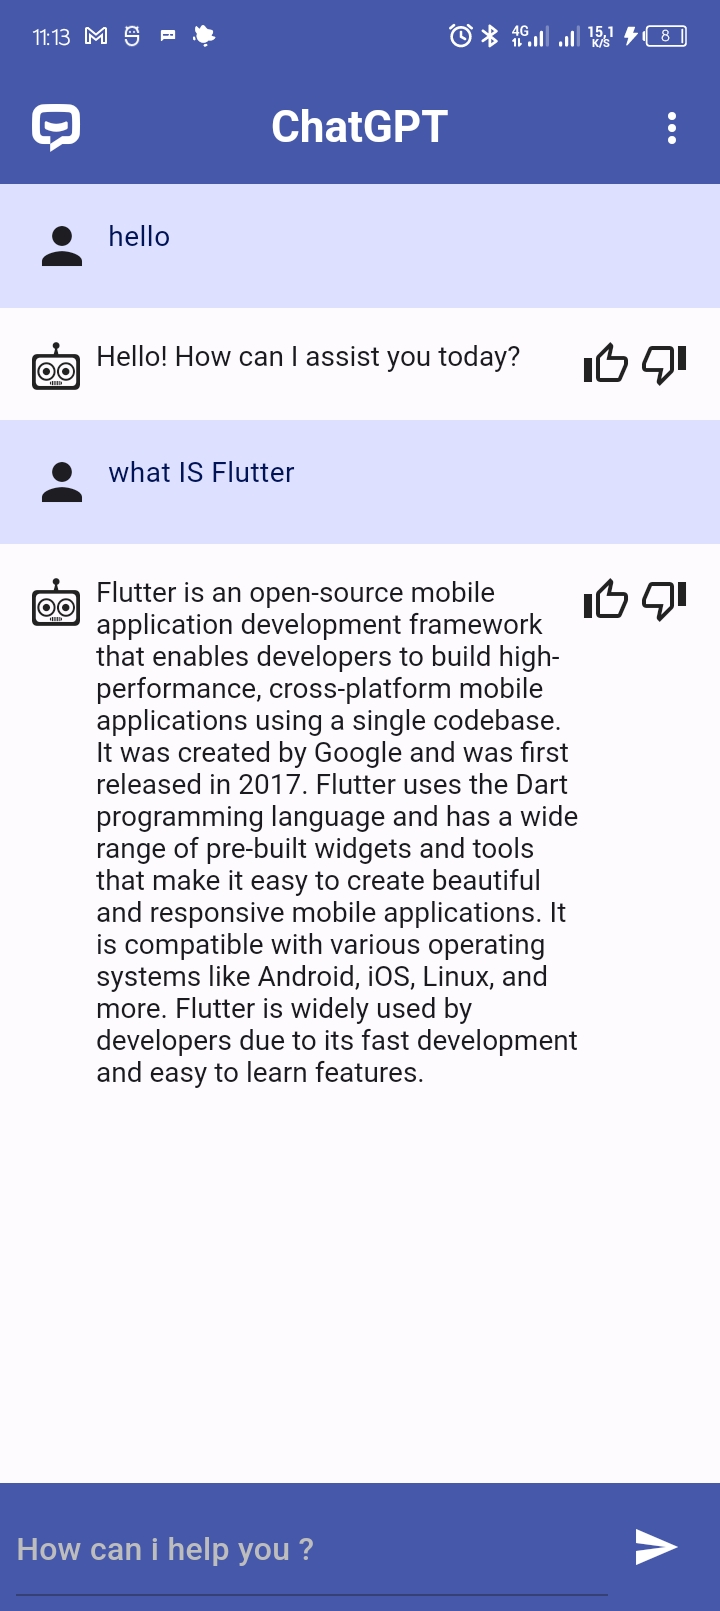 11:13 4G 15,1 K/S 8
ChatGPT
hello
Hello! How can I assist you today?
what IS Flutter
Flutter is an open-source mobile
application development framework
that enables developers to build high-
performance, cross-platform mobile
applications using a single codebase.
It was created by Google and was first
released in 2017. Flutter uses the Dart
programming language and has a wide
range of pre-built widgets and tools
that make it easy to create beautiful
and responsive mobile applications. It
is compatible with various operating
systems like Android, iOS, Linux, and
more. Flutter is widely used by
developers due to its fast development
and easy to learn features.
How can i help you ?